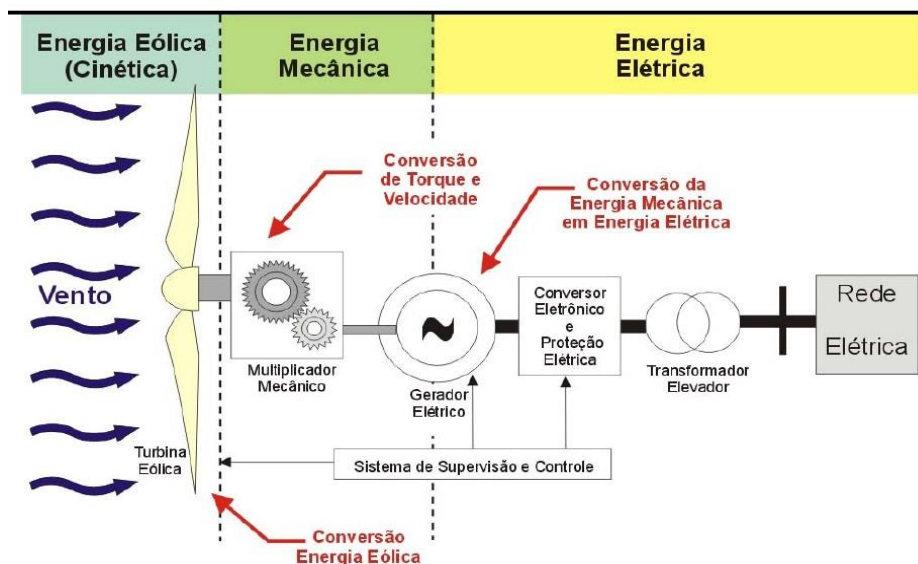 Energia Eólica
(Cinética)
Energia
Mecânica
Energia
Elétrica
Conversão
de Torque e
Velocidade
Conversão da
Energia Mecânica
em Energia Elétrica
Vento
Multiplicador
Mecânico
Gerador
Elétrico
Conversor
Eletrônico
e
Proteção
Elétrica
Transformador
Elevador
Rede
Elétrica
Turbina
Eólica
Sistema de Supervisão e Controle
Conversão
Energia Eólica